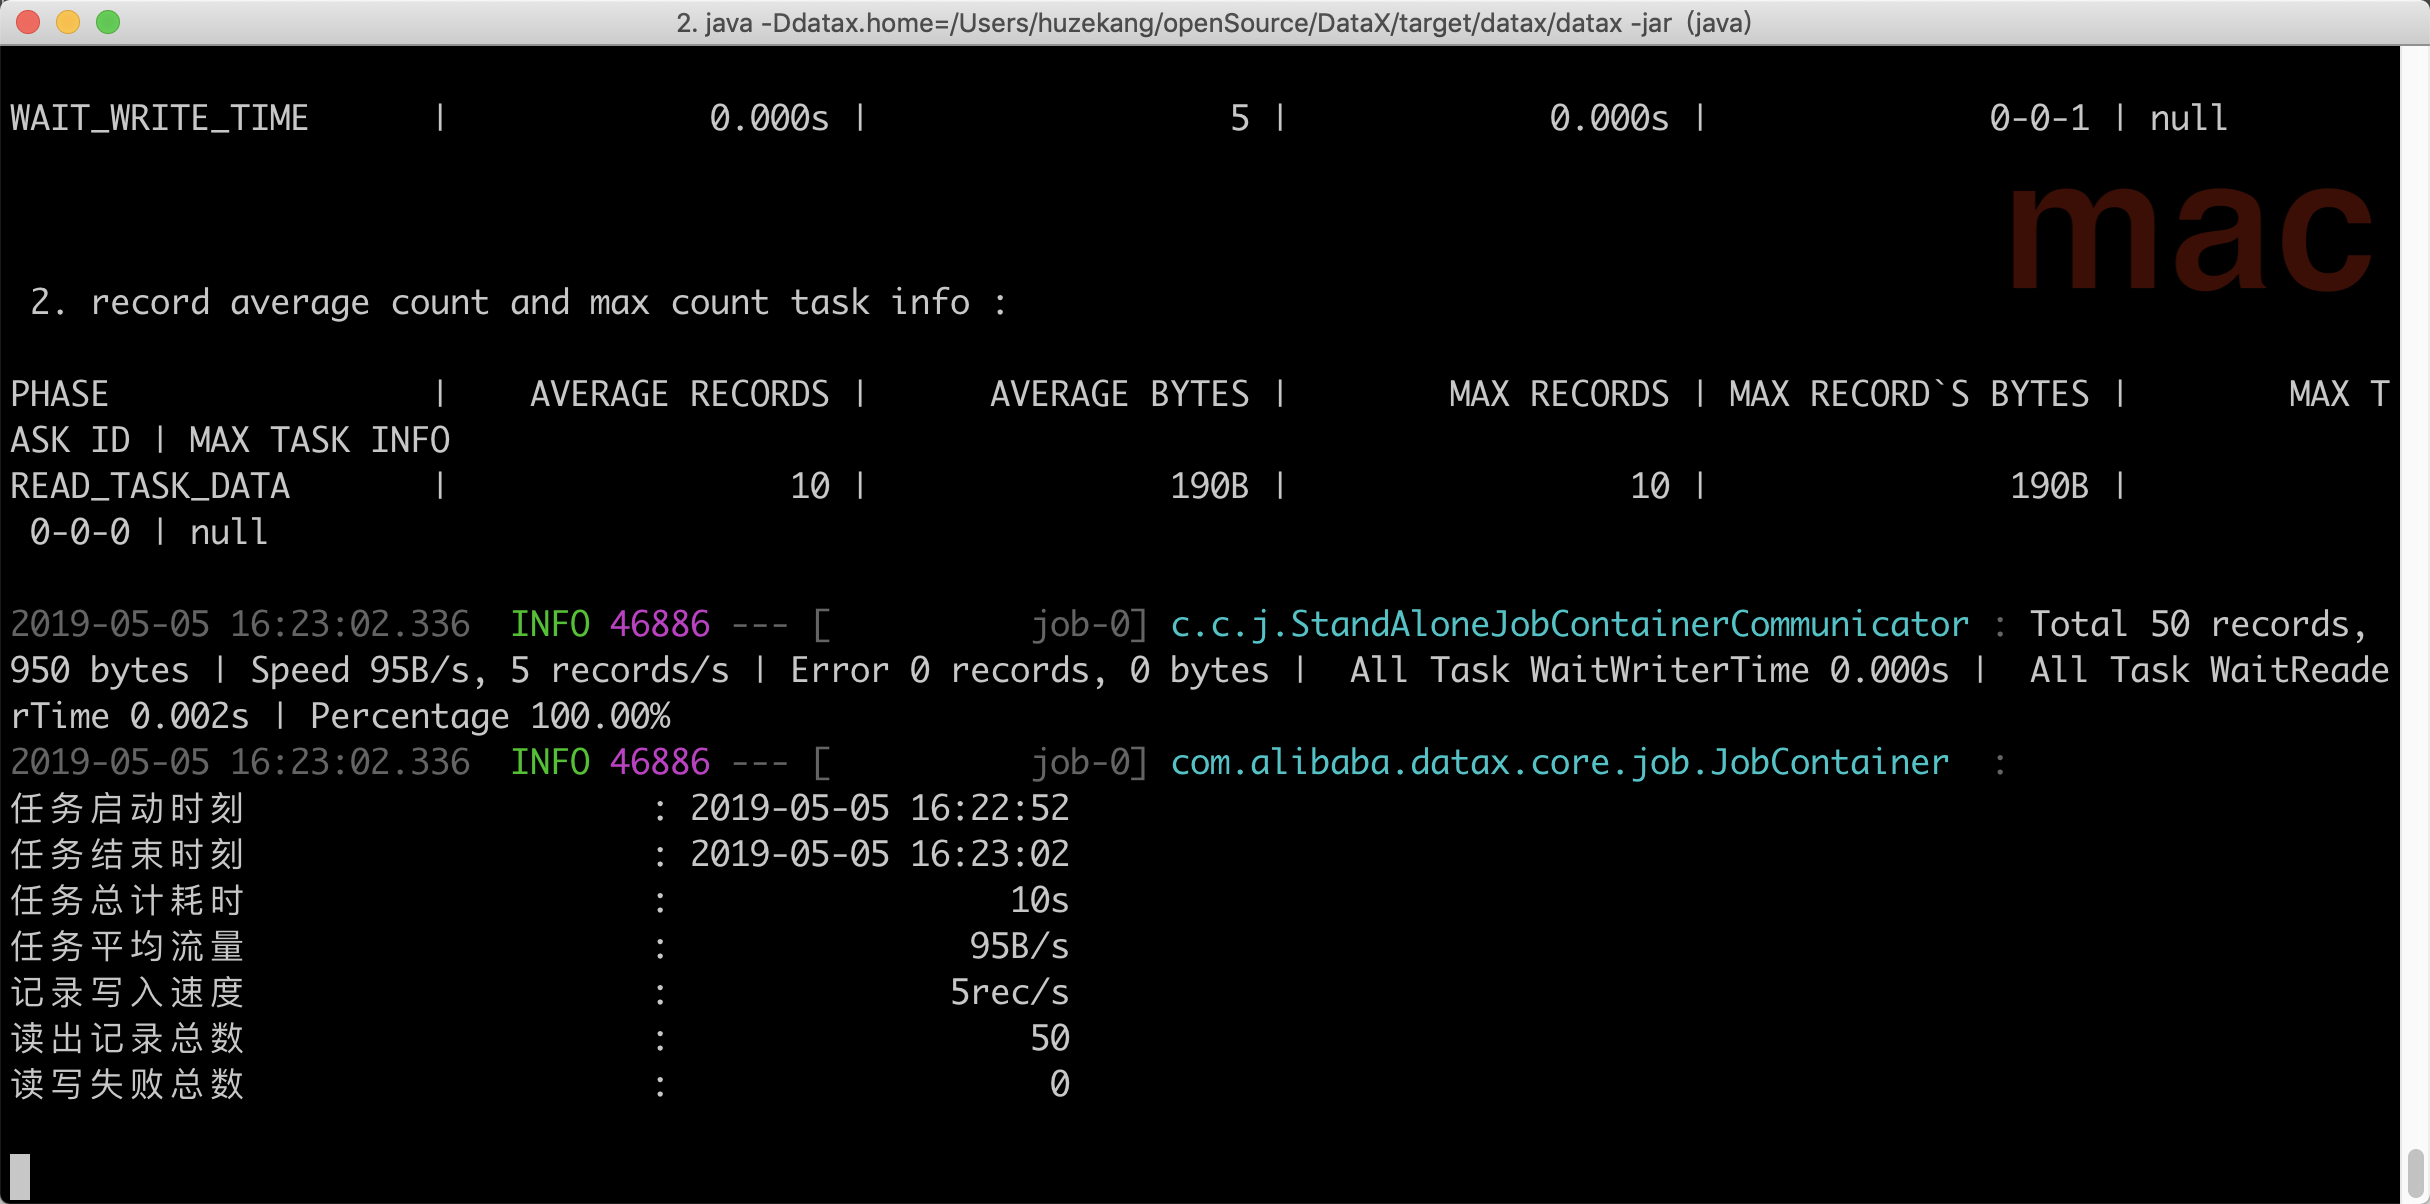 2. java -Ddatax.home=/Users/huzekang/openSource/DataX/target/datax/datax -jar (java)
WAIT_WRITE_TIME | 0.000s | 5 | 0.000s | 0-0-1 | null
mac
2. record average count and max count task info :
PHASE | AVERAGE RECORDS | AVERAGE BYTES | MAX RECORDS | MAX RECORD`S BYTES | MAX T
ASK ID | MAX TASK INFO
READ_TASK_DATA | 10 | 190B | 10 | 190B |
0-0-0 | null
2019-05-05 16:23:02.336 INFO 46886 --- [ job-0] c.c.j.StandAloneJobContainerCommunicator : Total 50 records,
950 bytes | Speed 95B/s, 5 records/s | Error 0 records, 0 bytes | All Task WaitWriterTime 0.000s | All Task WaitReade
rTime 0.002s | Percentage 100.00%
2019-05-05 16:23:02.336 INFO 46886 --- [ job-0] com.alibaba.datax.core.job.JobContainer :
任务启动时刻 : 2019-05-05 16:22:52
任务结束时刻 : 2019-05-05 16:23:02
任务总计耗时 : 10s
任务平均流量 : 95B/s
记录写入速度 : 5rec/s
读出记录总数 : 50
读写失败总数 : 0